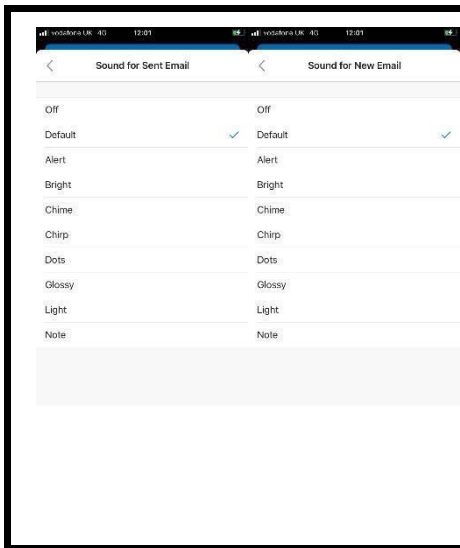 vodafone UK 4G 12:01
Sound for Sent Email
Off
Default
Alert
Bright
Chime
Chirp
Dots
Glossy
Light
Note
vodafone UK 4G 12:01
Sound for New Email
Off
Default
Alert
Bright
Chime
Chirp
Dots
Glossy
Light
Note